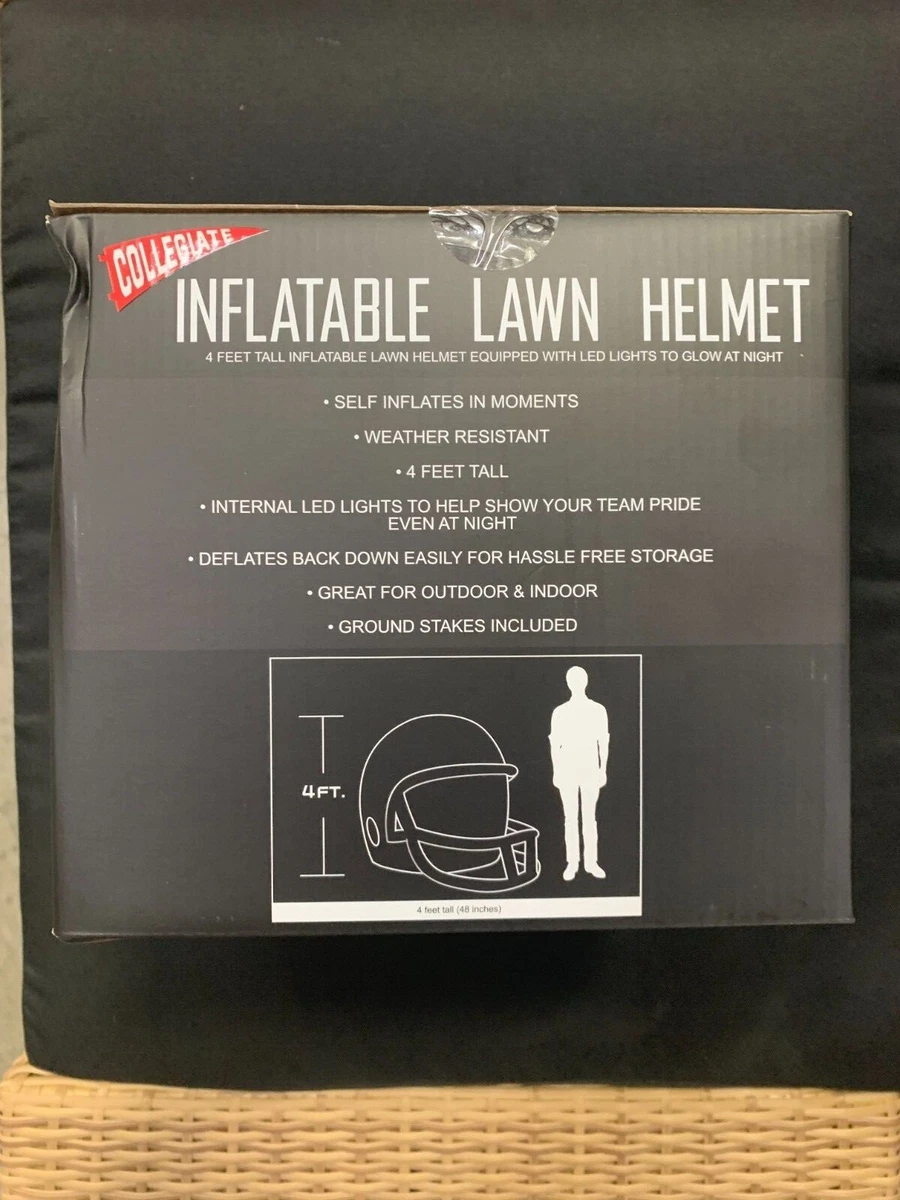 COLLEGIATE
INFLATABLE LAWN HELMET
4 FEET TALL INFLATABLE LAWN HELMET EQUIPPED WITH LED LIGHTS TO GLOW AT NIGHT
• SELF INFLATES IN MOMENTS
• WEATHER RESISTANT
• 4 FEET TALL
• INTERNAL LED LIGHTS TO HELP SHOW YOUR TEAM PRIDE
EVEN AT NIGHT
• DEFLATES BACK DOWN EASILY FOR HASSLE FREE STORAGE
• GREAT FOR OUTDOOR & INDOOR
• GROUND STAKES INCLUDED
4FT.
4 feet tall (48 inches)